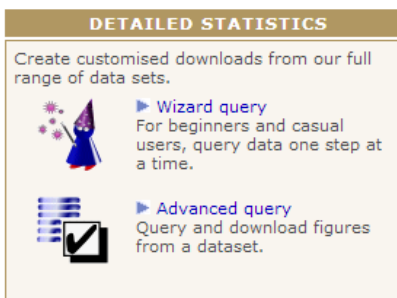 DETAILED STATISTICS
Create customised downloads from our full
range of data sets.
Wizard query
For beginners and casual
users, query data one step at
a time.
Advanced query
Query and download figures
from a dataset.